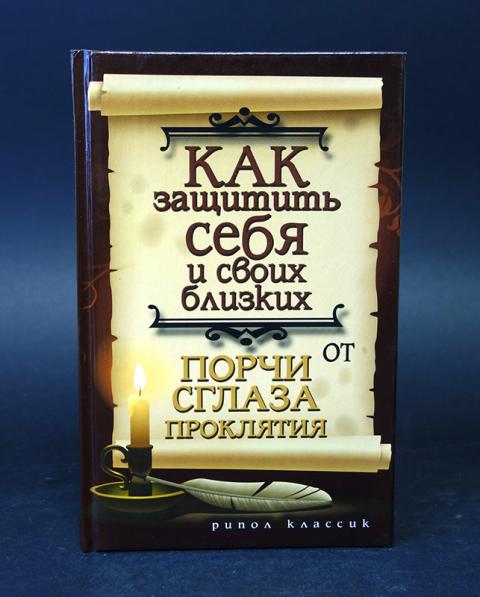 КАК
защитить
себя
и своих
близких
от
ПОРЧИ
СГЛАЗА
ПРОКЛЯТИЯ
рипол классик